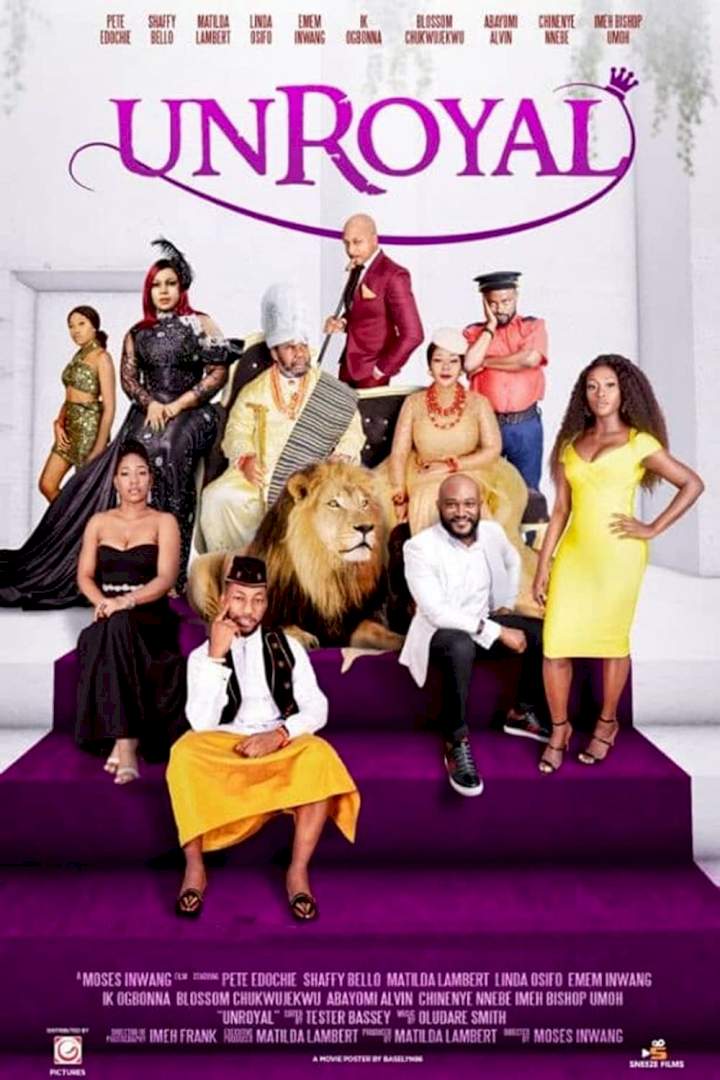 PETE EDOCHIE SHAFFY BELLO MATILDA LAMBERT LINDA OSIFO EMEM INWANG IK OGBONNA BLOSSOM CHUKWUJEKWU ABAYOMI ALVIN CHINENYE NNEBE IMEH BISHOP UMOH
UNROYAL
A MOSES INWANG FILM STARRING PETE EDOCHIE SHAFFY BELLO MATILDA LAMBERT LINDA OSIFO EMEM INWANG
IK OGBONNA BLOSSOM CHUKWUJEKWU ABAYOMI ALVIN CHINENYE NNEBE IMEH BISHOP UMOH
"UNROYAL" EDITED BY TESTER BASSEY MUSIC BY OLUDARE SMITH
DIRECTOR OF PHOTOGRAPHY IMEH FRANK EXECUTIVE PRODUCER MATILDA LAMBERT PRODUCED BY MATILDA LAMBERT DIRECTED BY MOSES INWANG
A MOVIE POSTER BY BASELYN86
DISTRIBUTED BY
PICTURES
SNEEZE FILMS